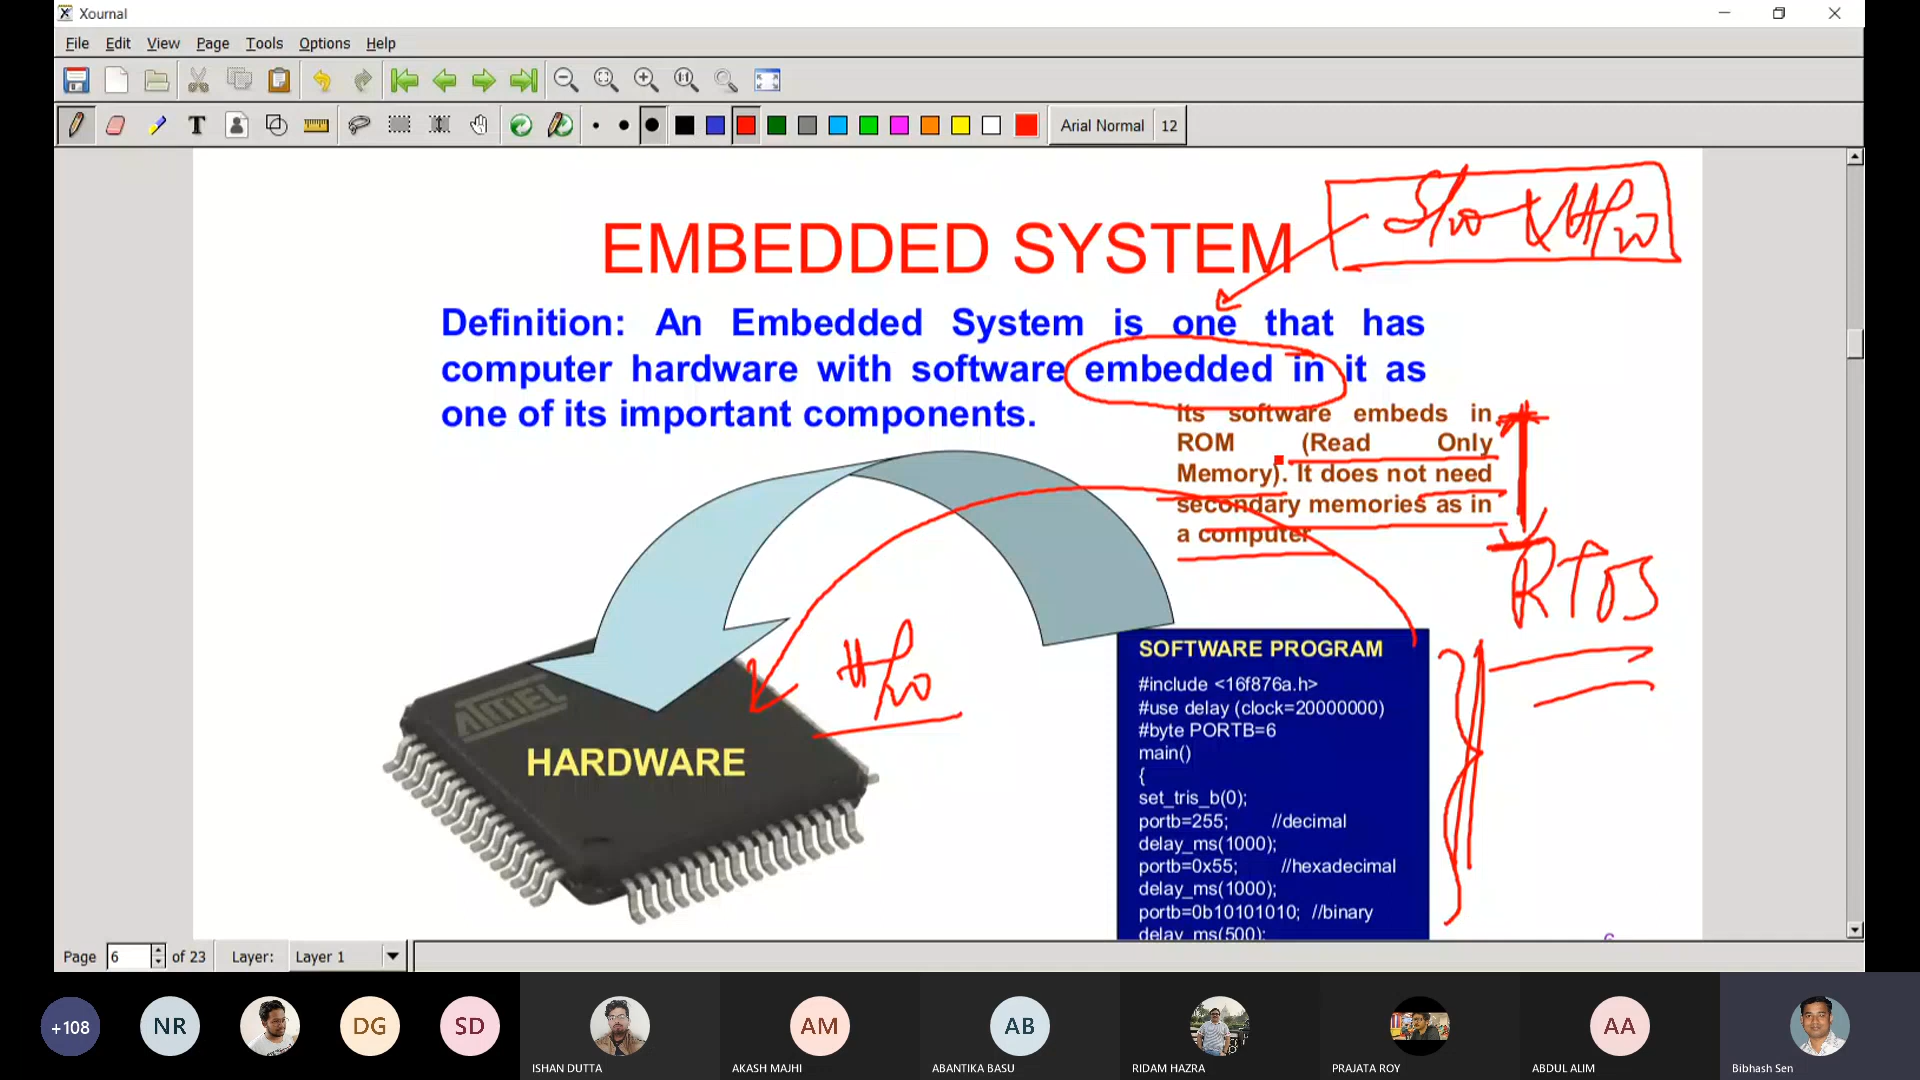 Xournal
File Edit View Page Tools Options Help
T Arial Normal 12
S/w & H/w
EMBEDDED SYSTEM
Definition: An Embedded System is one that has
computer hardware with software embedded in it as
one of its important components.
Its software embeds in
ROM (Read Only
Memory). It does not need
secondary memories as in
a computer
RTOS
H/w
ATMEL
HARDWARE
SOFTWARE PROGRAM
#include <16f876a.h>
#use delay (clock=20000000)
#byte PORTB=6
main()
{
set_tris_b(0);
portb=255; //decimal
delay_ms(1000);
portb=0x55; //hexadecimal
delay_ms(1000);
portb=0b10101010; //binary
delay_ms(500);
Page 6 of 23 Layer: Layer 1
+108 NR DG SD AM AB AA
ISHAN DUTTA AKASH MAJHI ABANTIKA BASU RIDAM HAZRA PRAJATA ROY ABDUL ALIM Bibhash Sen